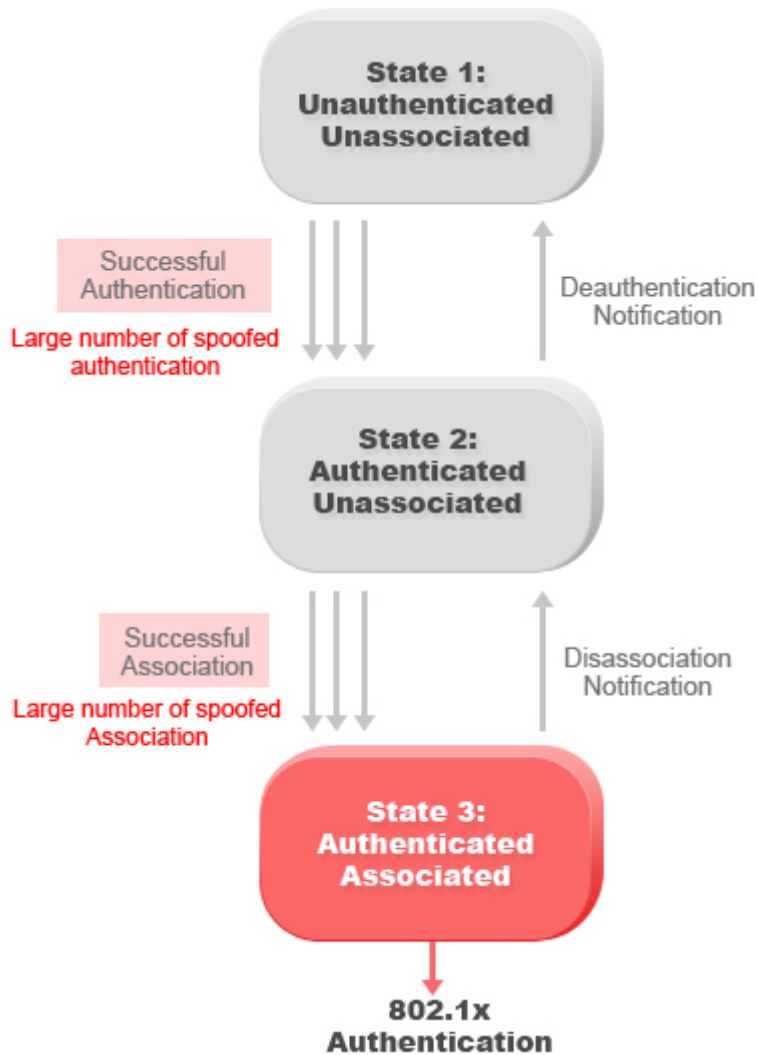 State 1:
Unauthenticated
Unassociated
Successful
Authentication
Large number of spoofed
authentication
Deauthentication
Notification
State 2:
Authenticated
Unassociated
Successful
Association
Large number of spoofed
Association
Disassociation
Notification
State 3:
Authenticated
Associated
802.1x
Authentication